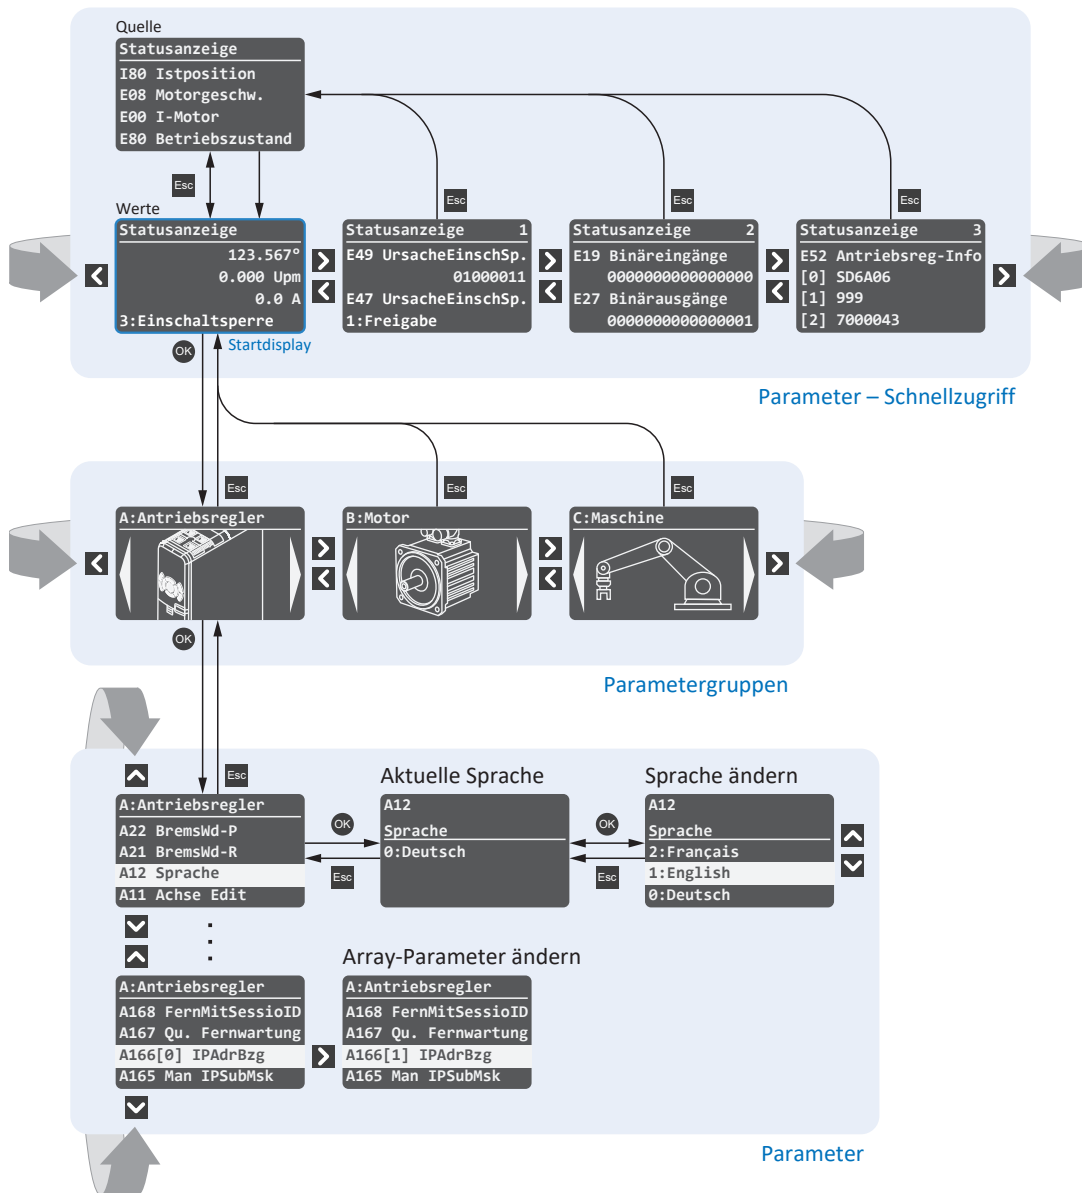 Quelle
Statusanzeige
I80 Istposition
E08 Motorgeschw.
E00 I-Motor
E80 Betriebszustand
Esc
Esc
Esc
Esc
Werte
Statusanzeige
123.567°
0.000 Upm
0.0 A
3:Einschaltsperre
Statusanzeige 1
E49 UrsacheEinschSp.
01000011
E47 UrsacheEinschSp.
1:Freigabe
Statusanzeige 2
E19 Binäreingänge
0000000000000000
E27 Binärausgänge
0000000000000001
Statusanzeige 3
E52 Antriebsreg-Info
[0] SD6A06
[1] 999
[2] 7000043
OK
Startdisplay
Parameter – Schnellzugriff
Esc
Esc
Esc
A:Antriebsregler
B:Motor
C:Maschine
OK
Parametergruppen
Esc
Aktuelle Sprache
Sprache ändern
A:Antriebsregler
A22 BremsWd-P
A21 BremsWd-R
A12 Sprache
A11 Achse Edit
OK
Esc
A12
Sprache
0:Deutsch
OK
Esc
A12
Sprache
2:Français
1:English
0:Deutsch
Array-Parameter ändern
A:Antriebsregler
A168 FernMitSessioID
A167 Qu. Fernwartung
A166[0] IPAdrBzg
A165 Man IPSubMsk
A:Antriebsregler
A168 FernMitSessioID
A167 Qu. Fernwartung
A166[1] IPAdrBzg
A165 Man IPSubMsk
Parameter